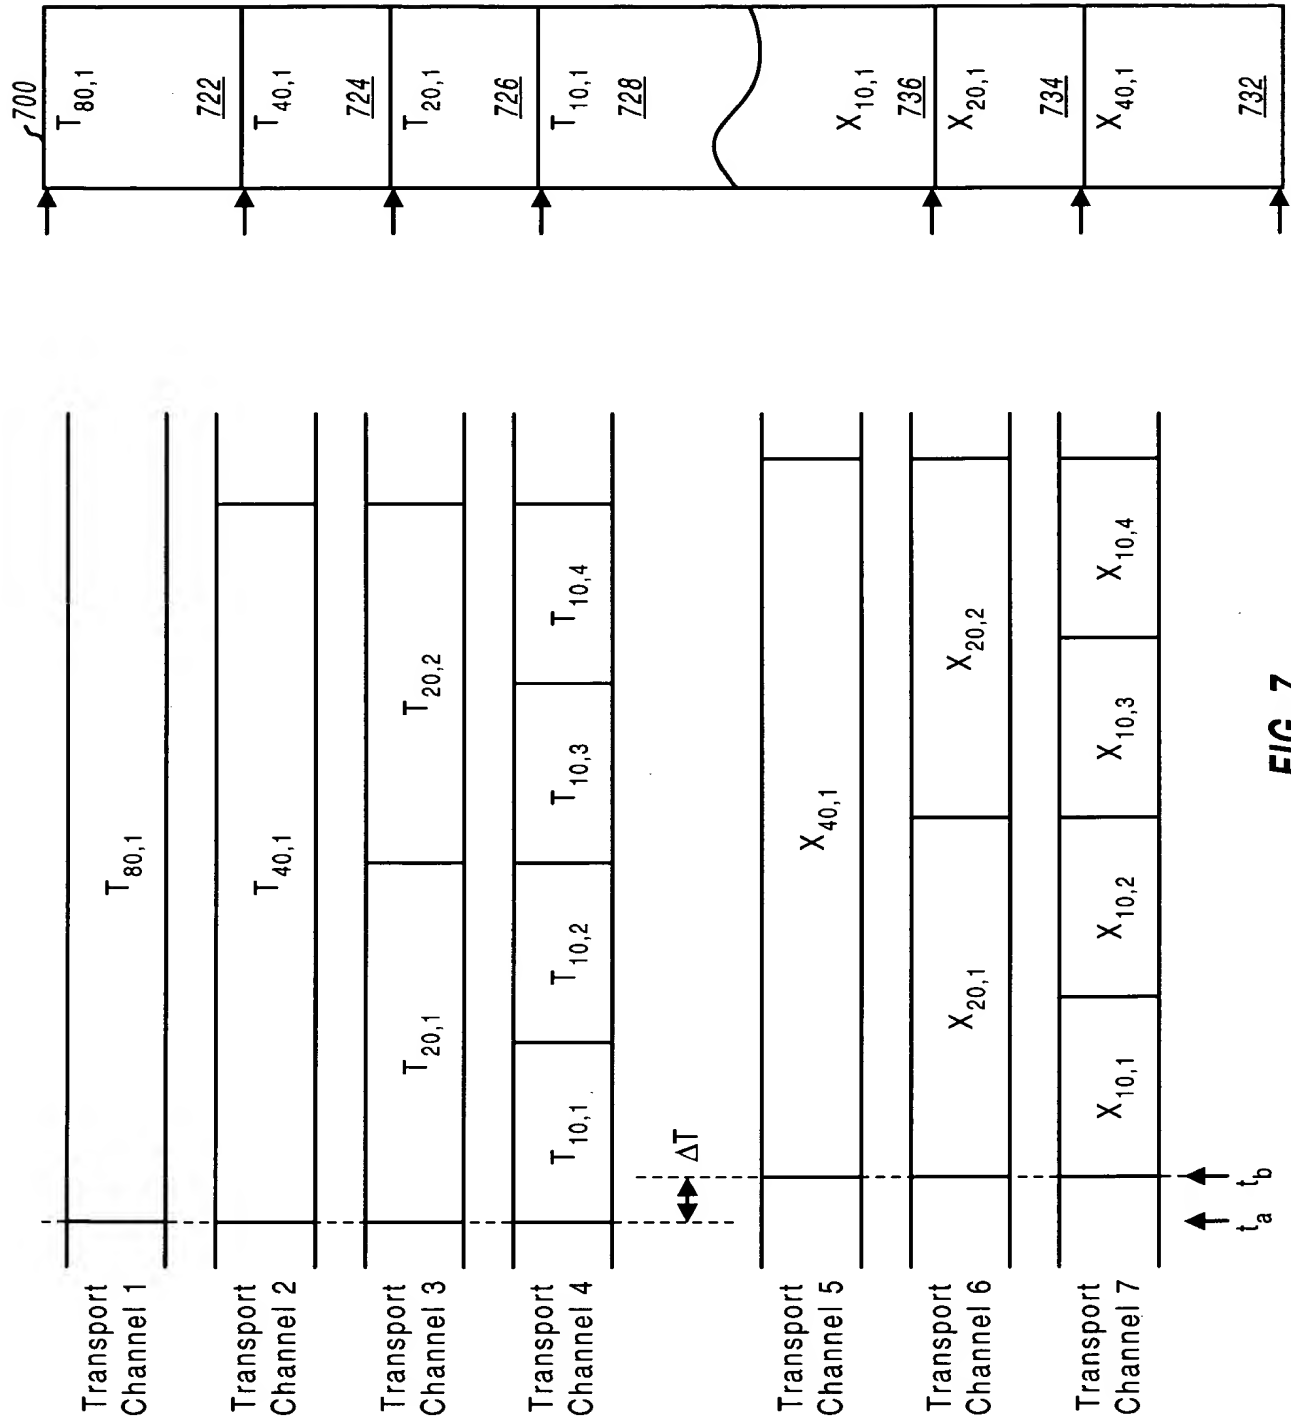 700
T80,1
722
T40,1
724
T20,1
726
T10,1
728
X10,1
736
X20,1
734
X40,1
732
Transport
Channel 1
T80,1
Transport
Channel 2
T40,1
Transport
Channel 3
T20,1
T20,2
Transport
Channel 4
T10,1
T10,2
T10,3
T10,4
ΔT
Transport
Channel 5
X40,1
Transport
Channel 6
X20,1
X20,2
Transport
Channel 7
X10,1
X10,2
X10,3
X10,4
ta
tb
FIG. 7